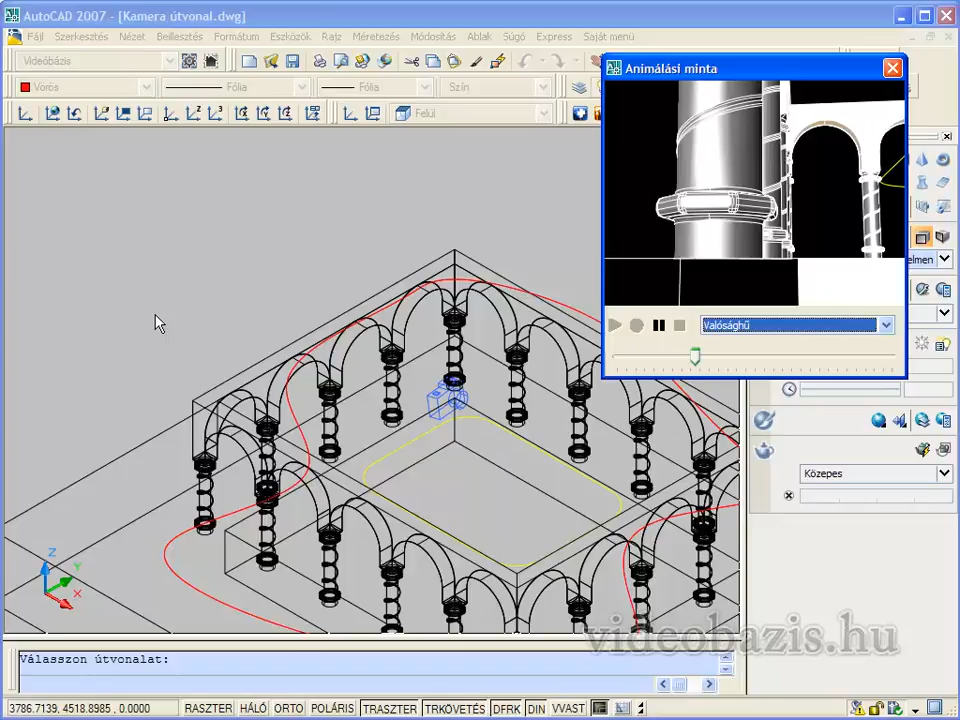 AutoCAD 2007 - [Kamera útvonal.dwg]
Fájl Szerkesztés Nézet Beillesztés Formátum Eszközök Rajz Méretezés Módosítás Ablak Súgó Express Saját menü
Videóbázis
Vörös Fólia Fólia Szín
Felül
Animálási minta
Valósághű
elmen
Közepes
Z
Y
X
videobazis.hu
Válasszon útvonalat:
3786.7139, 4518.8985, 0.0000 RASZTER HÁLÓ ORTO POLÁRIS TRASZTER TRKÖVETÉS DFRK DIN VVAST